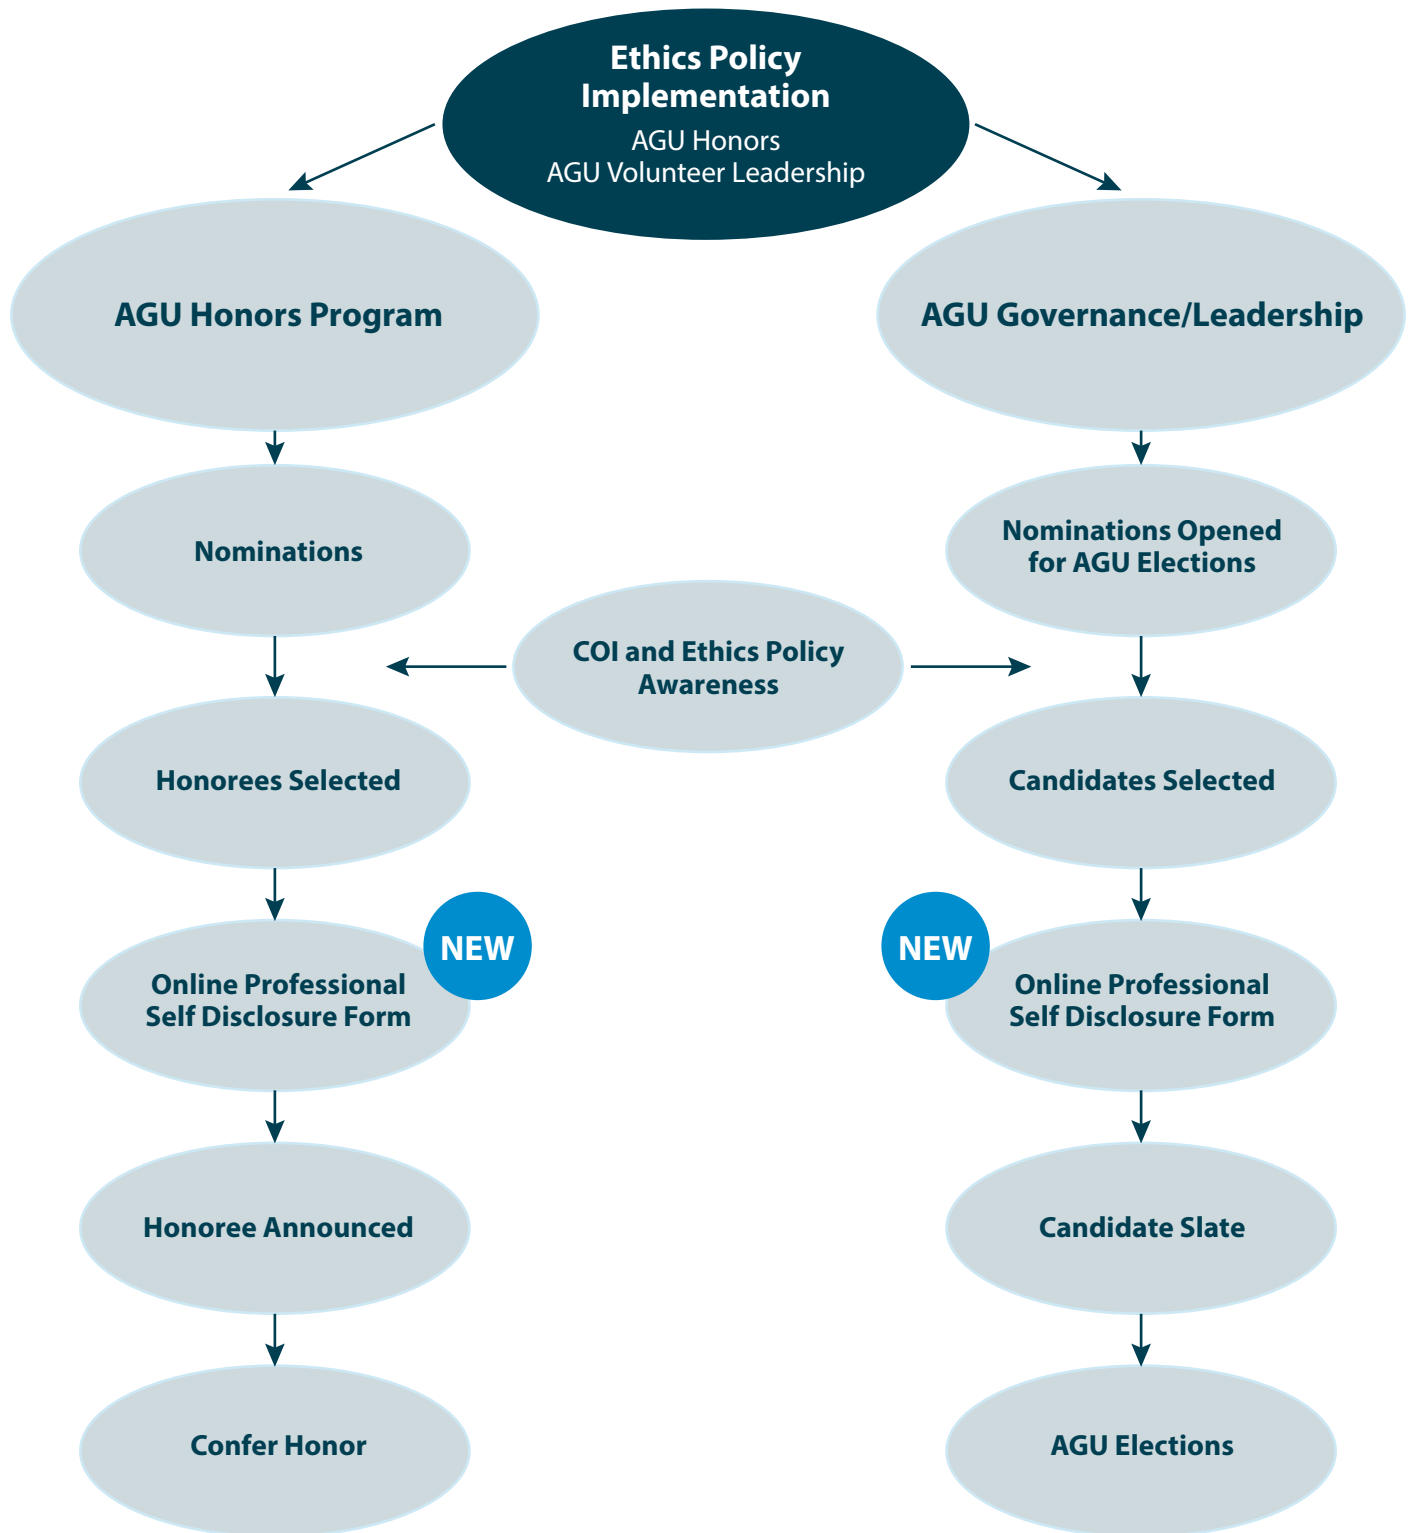 Ethics Policy
Implementation
AGU Honors
AGU Volunteer Leadership
AGU Honors Program
AGU Governance/Leadership
Nominations
Nominations Opened
for AGU Elections
COI and Ethics Policy
Awareness
Honorees Selected
Candidates Selected
NEW
NEW
Online Professional
Self Disclosure Form
Online Professional
Self Disclosure Form
Honoree Announced
Candidate Slate
Confer Honor
AGU Elections